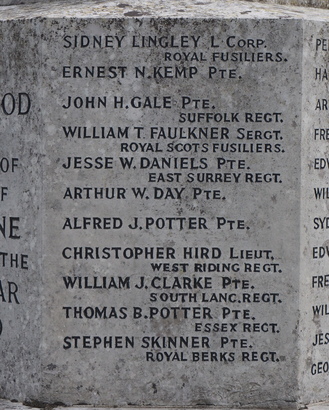 SIDNEY LINGLEY L CORP.
ROYAL FUSILIERS.
ERNEST N. KEMP PTE.
JOHN H. GALE PTE.
SUFFOLK REGT.
WILLIAM T. FAULKNER SERGT.
ROYAL SCOTS FUSILIERS.
JESSE W. DANIELS PTE.
EAST SURREY REGT.
ARTHUR W. DAY PTE.
ALFRED J. POTTER PTE.
CHRISTOPHER HIRD LIEUT.
WEST RIDING REGT.
WILLIAM J. CLARKE PTE.
SOUTH LANC. REGT.
THOMAS B. POTTER PTE.
ESSEX REGT.
STEPHEN SKINNER PTE.
ROYAL BERKS REGT.
OF
THE